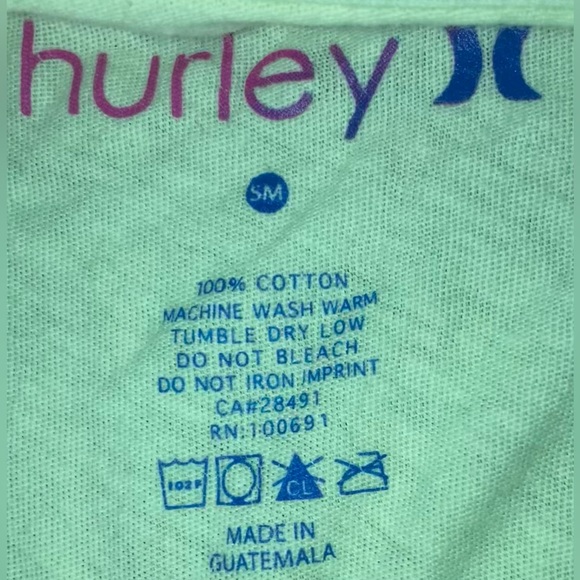 hurley
SM
100% COTTON
MACHINE WASH WARM
TUMBLE DRY LOW
DO NOT BLEACH
DO NOT IRON IMPRINT
CA#28491
RN:100691
102F
CL
MADE IN
GUATEMALA